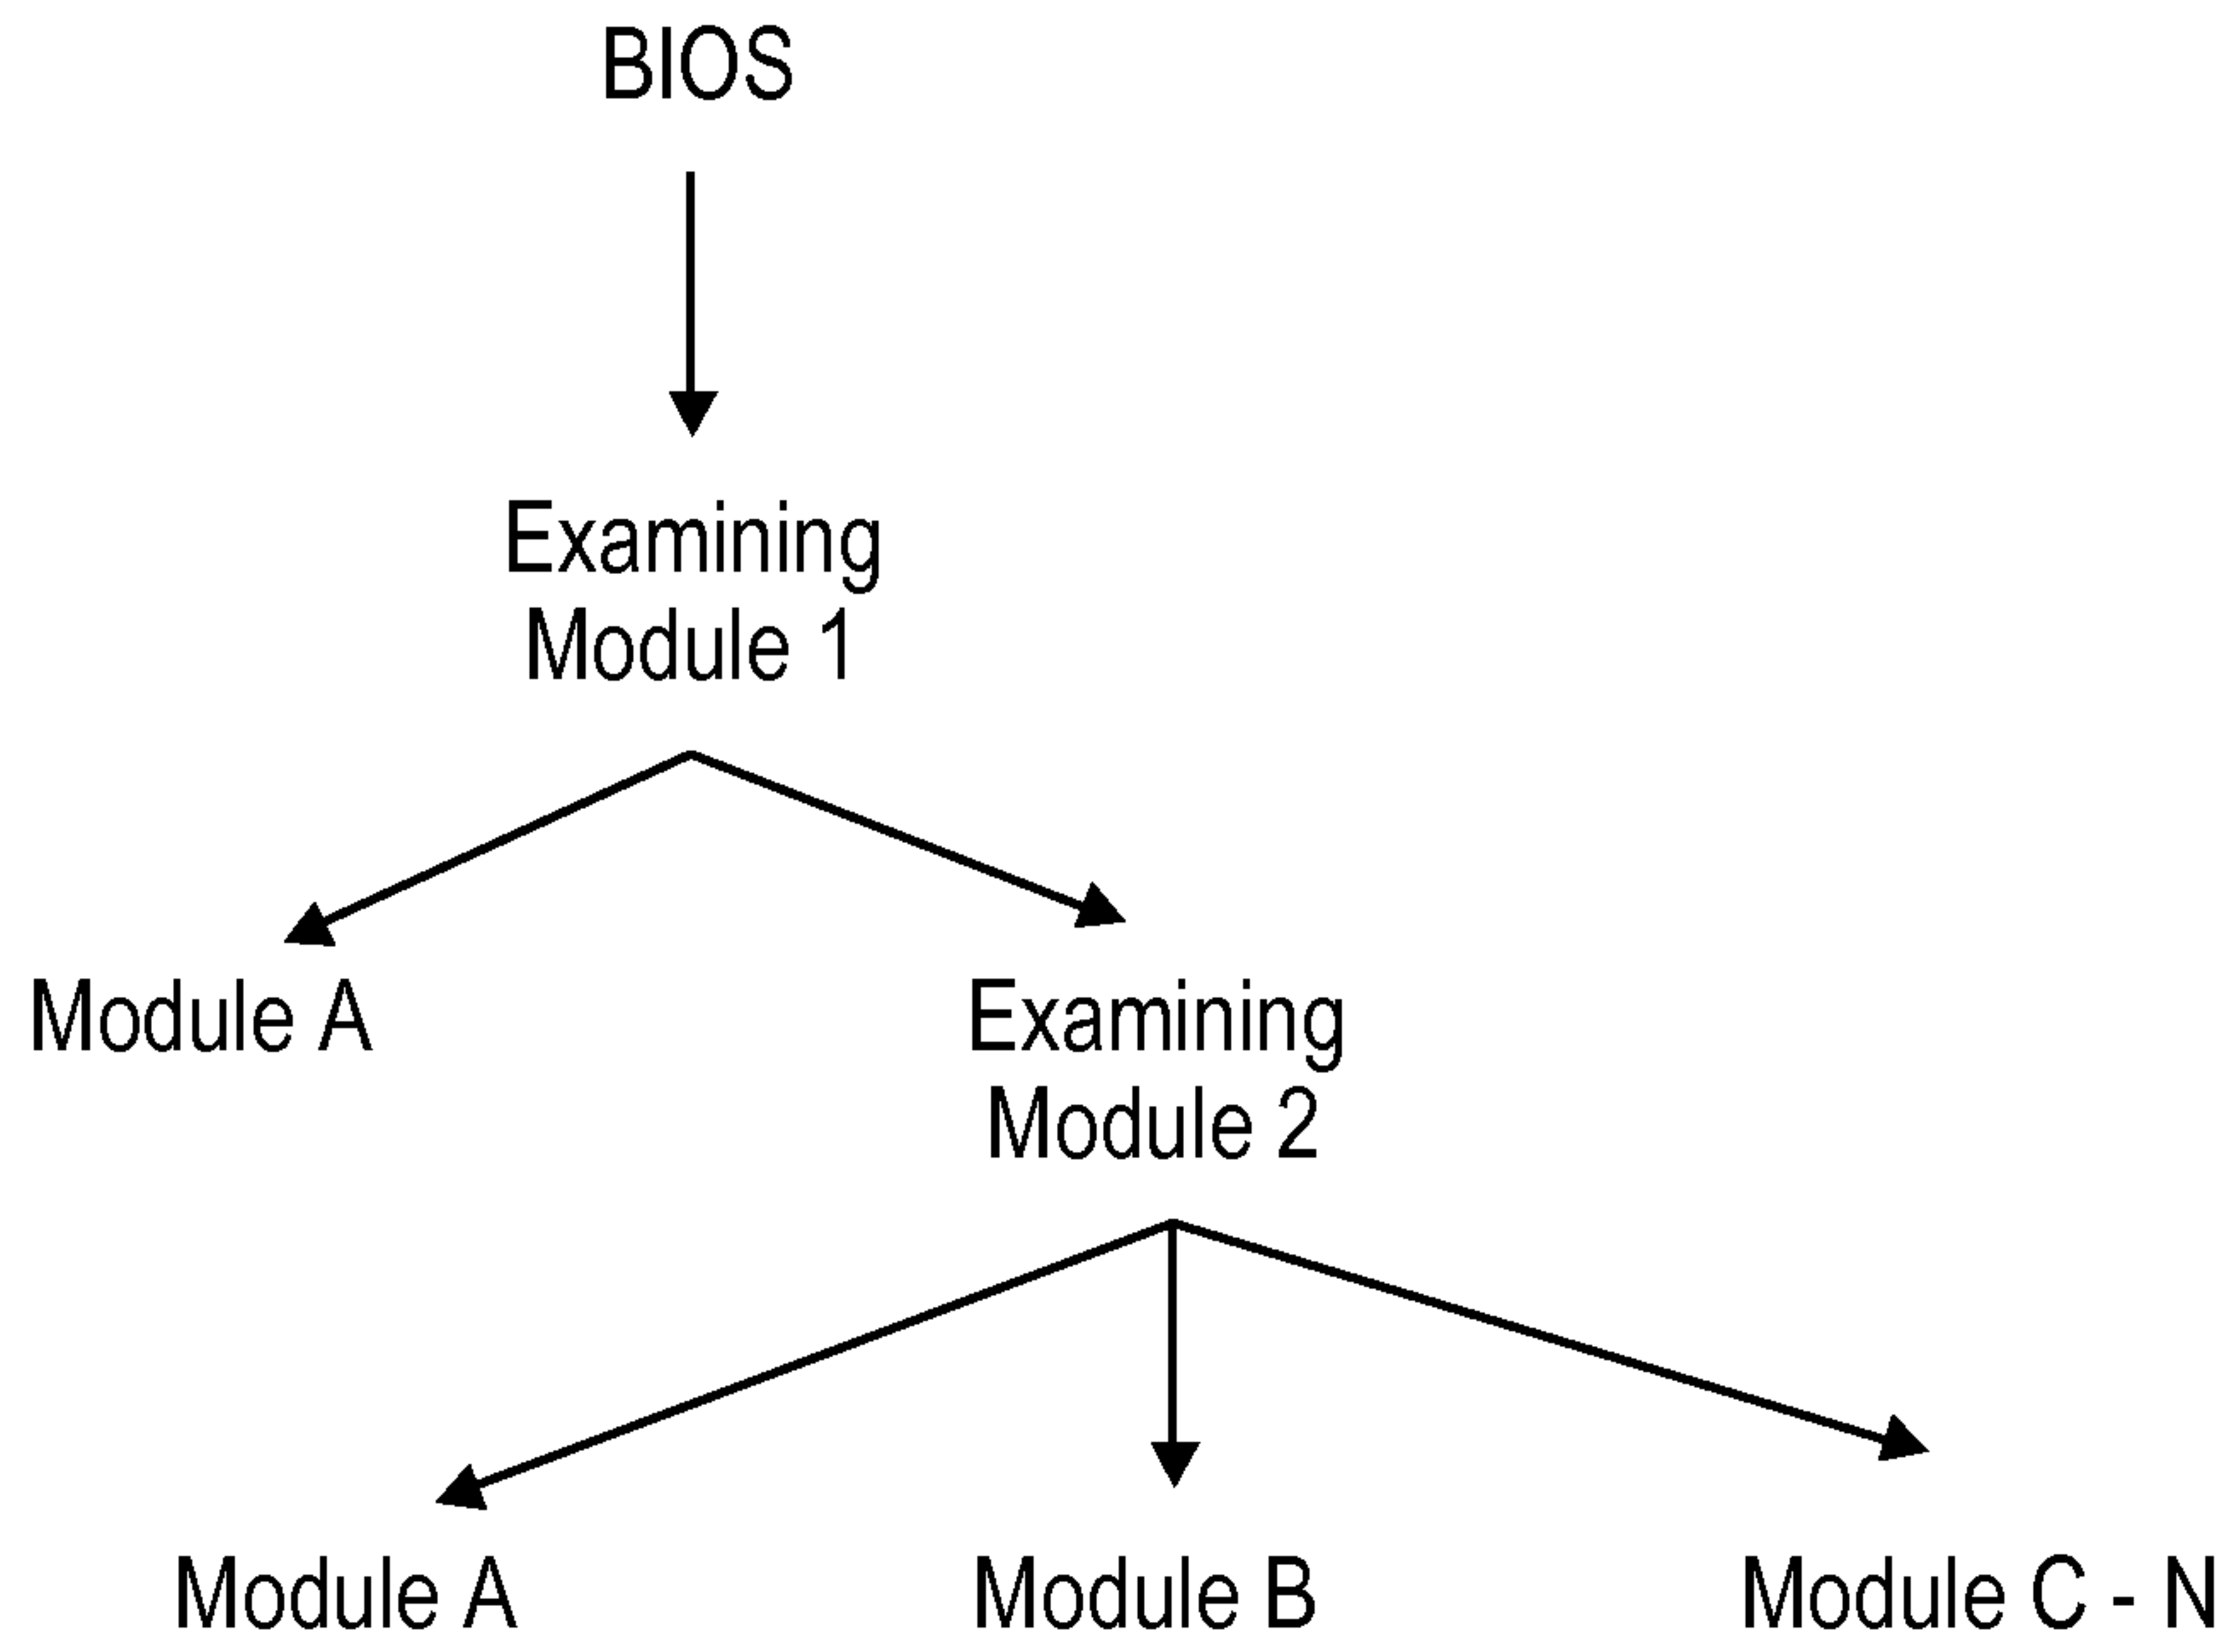 BIOS
Examining
Module 1
Module A
Examining
Module 2
Module A
Module B
Module C - N